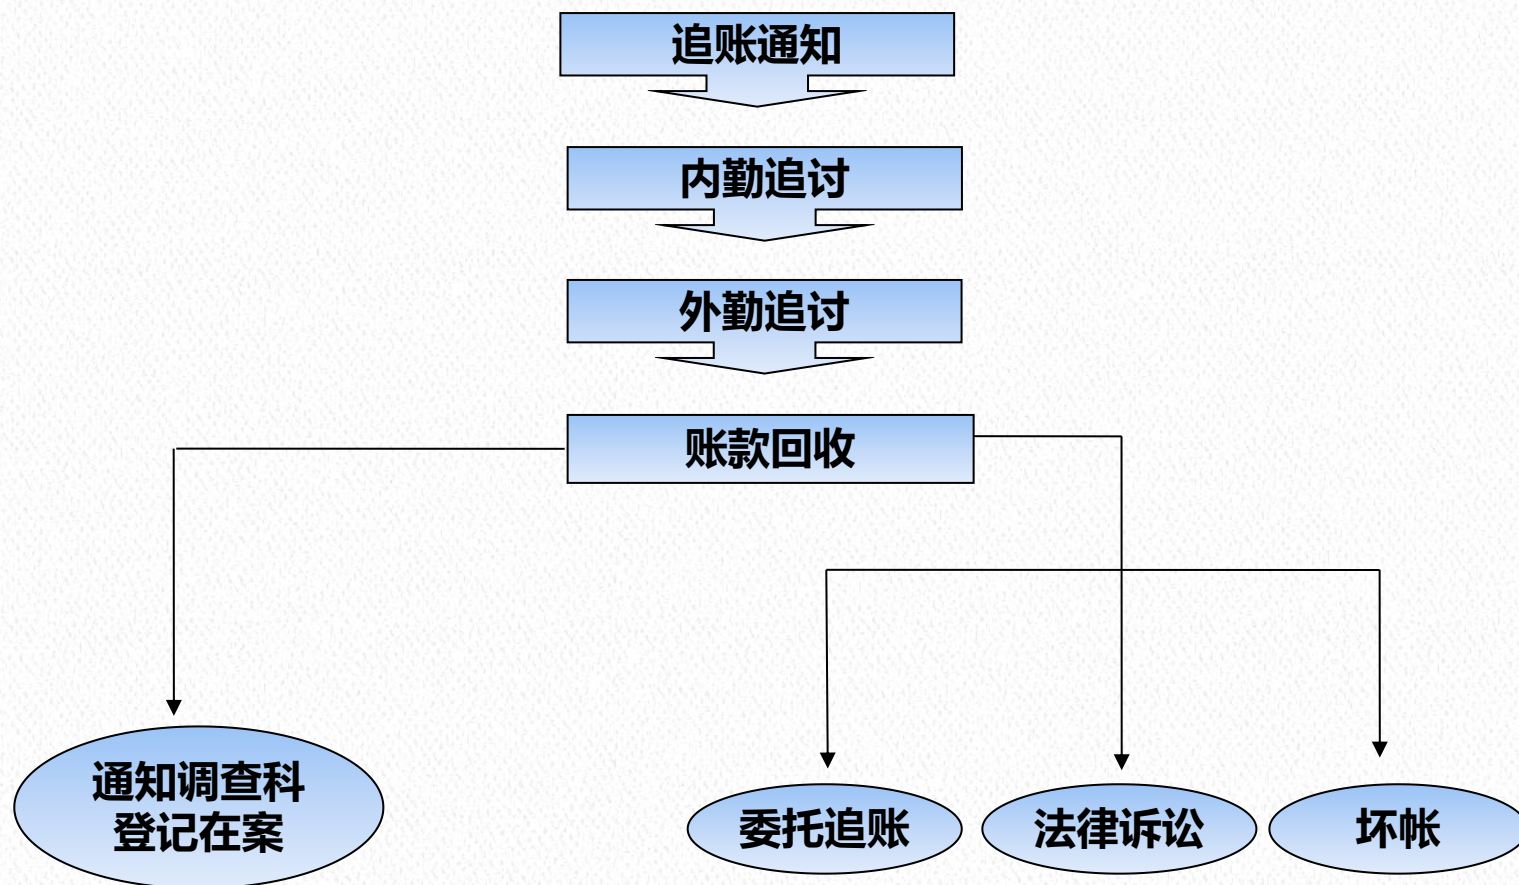 追账通知
内勤追讨
外勤追讨
账款回收
通知调查科
登记在案
委托追账
法律诉讼
坏帐